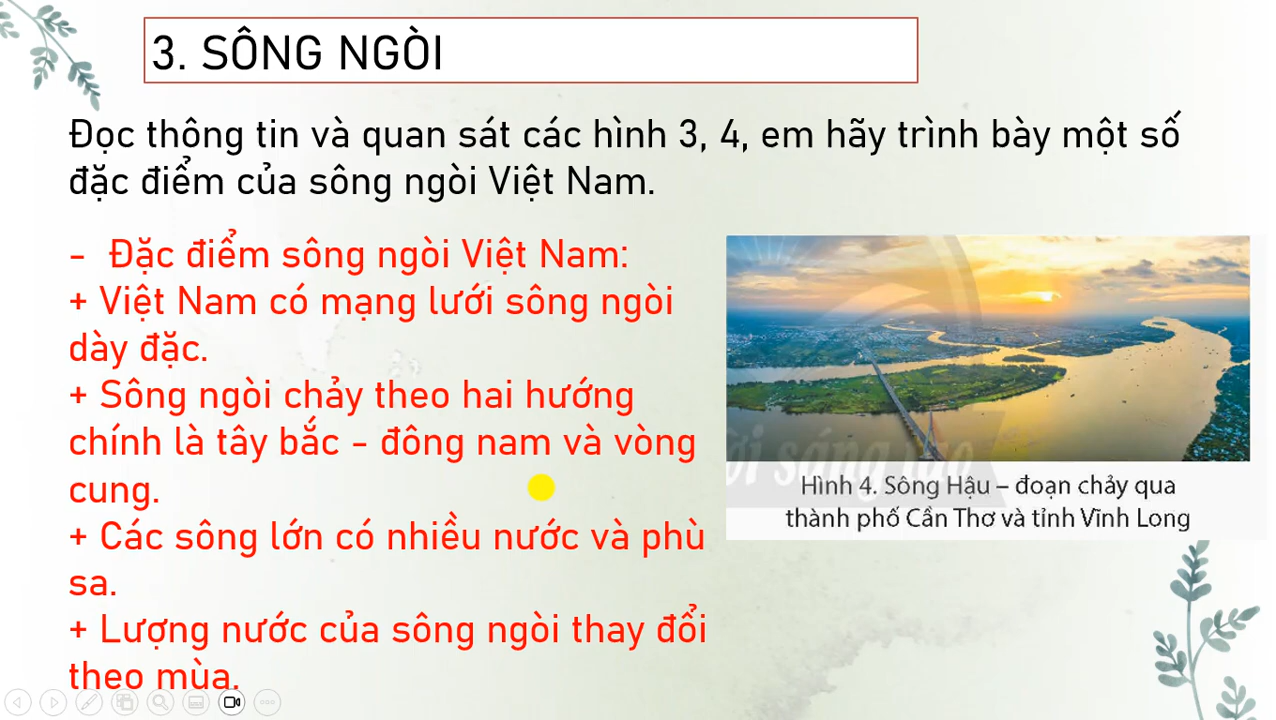 3. SÔNG NGÒI
Đọc thông tin và quan sát các hình 3, 4, em hãy trình bày một số
đặc điểm của sông ngòi Việt Nam.
- Đặc điểm sông ngòi Việt Nam:
+ Việt Nam có mạng lưới sông ngòi
dày đặc.
+ Sông ngòi chảy theo hai hướng
chính là tây bắc - đông nam và vòng
cung.
+ Các sông lớn có nhiều nước và phù
sa.
+ Lượng nước của sông ngòi thay đổi
theo mùa.
ời sáng tạo
Hình 4. Sông Hậu – đoạn chảy qua
thành phố Cần Thơ và tỉnh Vĩnh Long